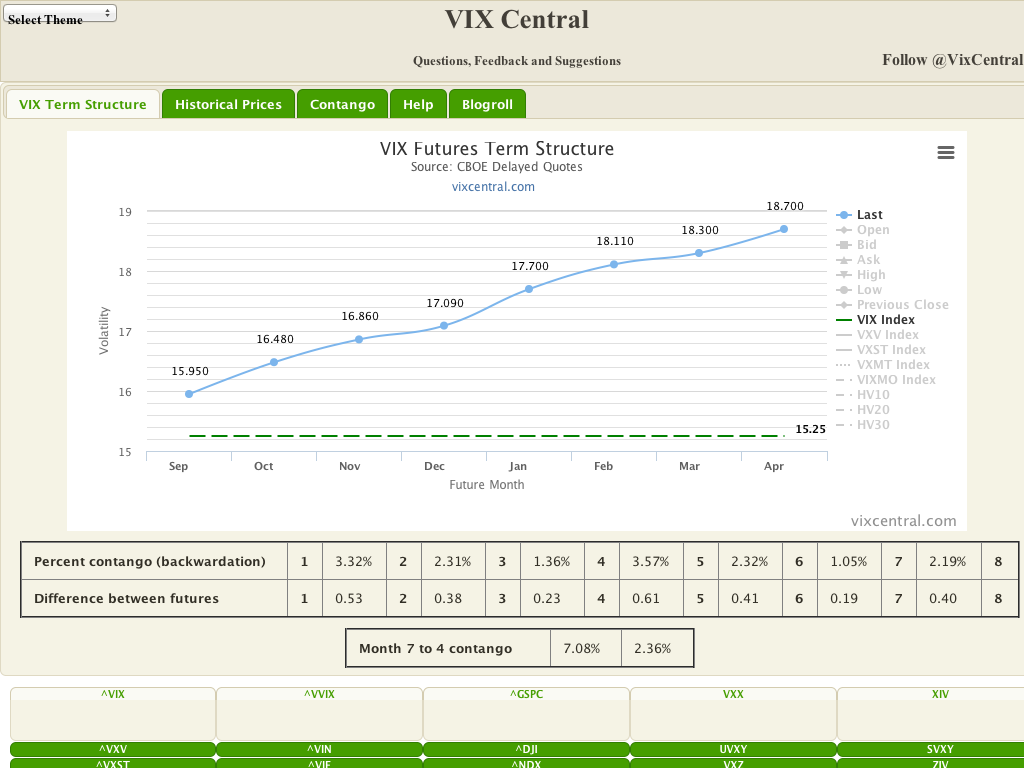 Select Theme
VIX Central
Questions, Feedback and Suggestions
Follow @VixCentral
VIX Term Structure
Historical Prices
Contango
Help
Blogroll
VIX Futures Term Structure
Source: CBOE Delayed Quotes
vixcentral.com
Volatility
19
18
17
16
15
15.950
16.480
16.860
17.090
17.700
18.110
18.300
18.700
15.25
Sep Oct Nov Dec Jan Feb Mar Apr
Future Month
Last
Open
Bid
Ask
High
Low
Previous Close
VIX Index
VXV Index
VXST Index
VXMT Index
VIXMO Index
HV10
HV20
HV30
vixcentral.com
Percent contango (backwardation) 1 3.32% 2 2.31% 3 1.36% 4 3.57% 5 2.32% 6 1.05% 7 2.19% 8
Difference between futures 1 0.53 2 0.38 3 0.23 4 0.61 5 0.41 6 0.19 7 0.40 8
Month 7 to 4 contango 7.08% 2.36%
^VIX ^VVIX ^GSPC VXX XIV
^VXV ^VIN ^DJI UVXY SVXY
^VXST ^VIF ^NDX VXZ ZIV